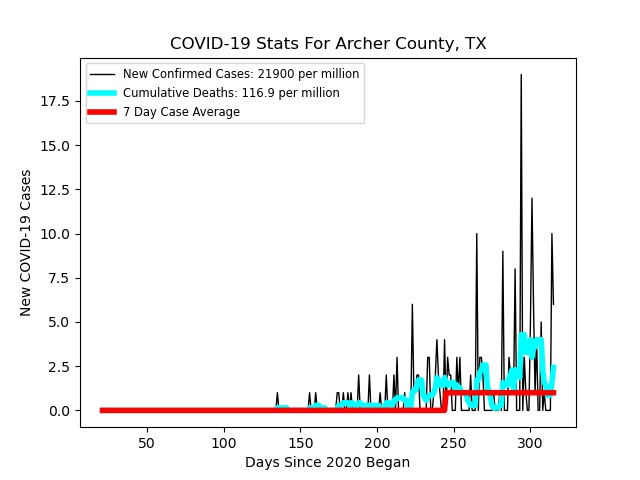 COVID-19 Stats For Archer County, TX
New Confirmed Cases: 21900 per million
Cumulative Deaths: 116.9 per million
7 Day Case Average
New COVID-19 Cases
17.5
15.0
12.5
10.0
7.5
5.0
2.5
0.0
50 100 150 200 250 300
Days Since 2020 Began